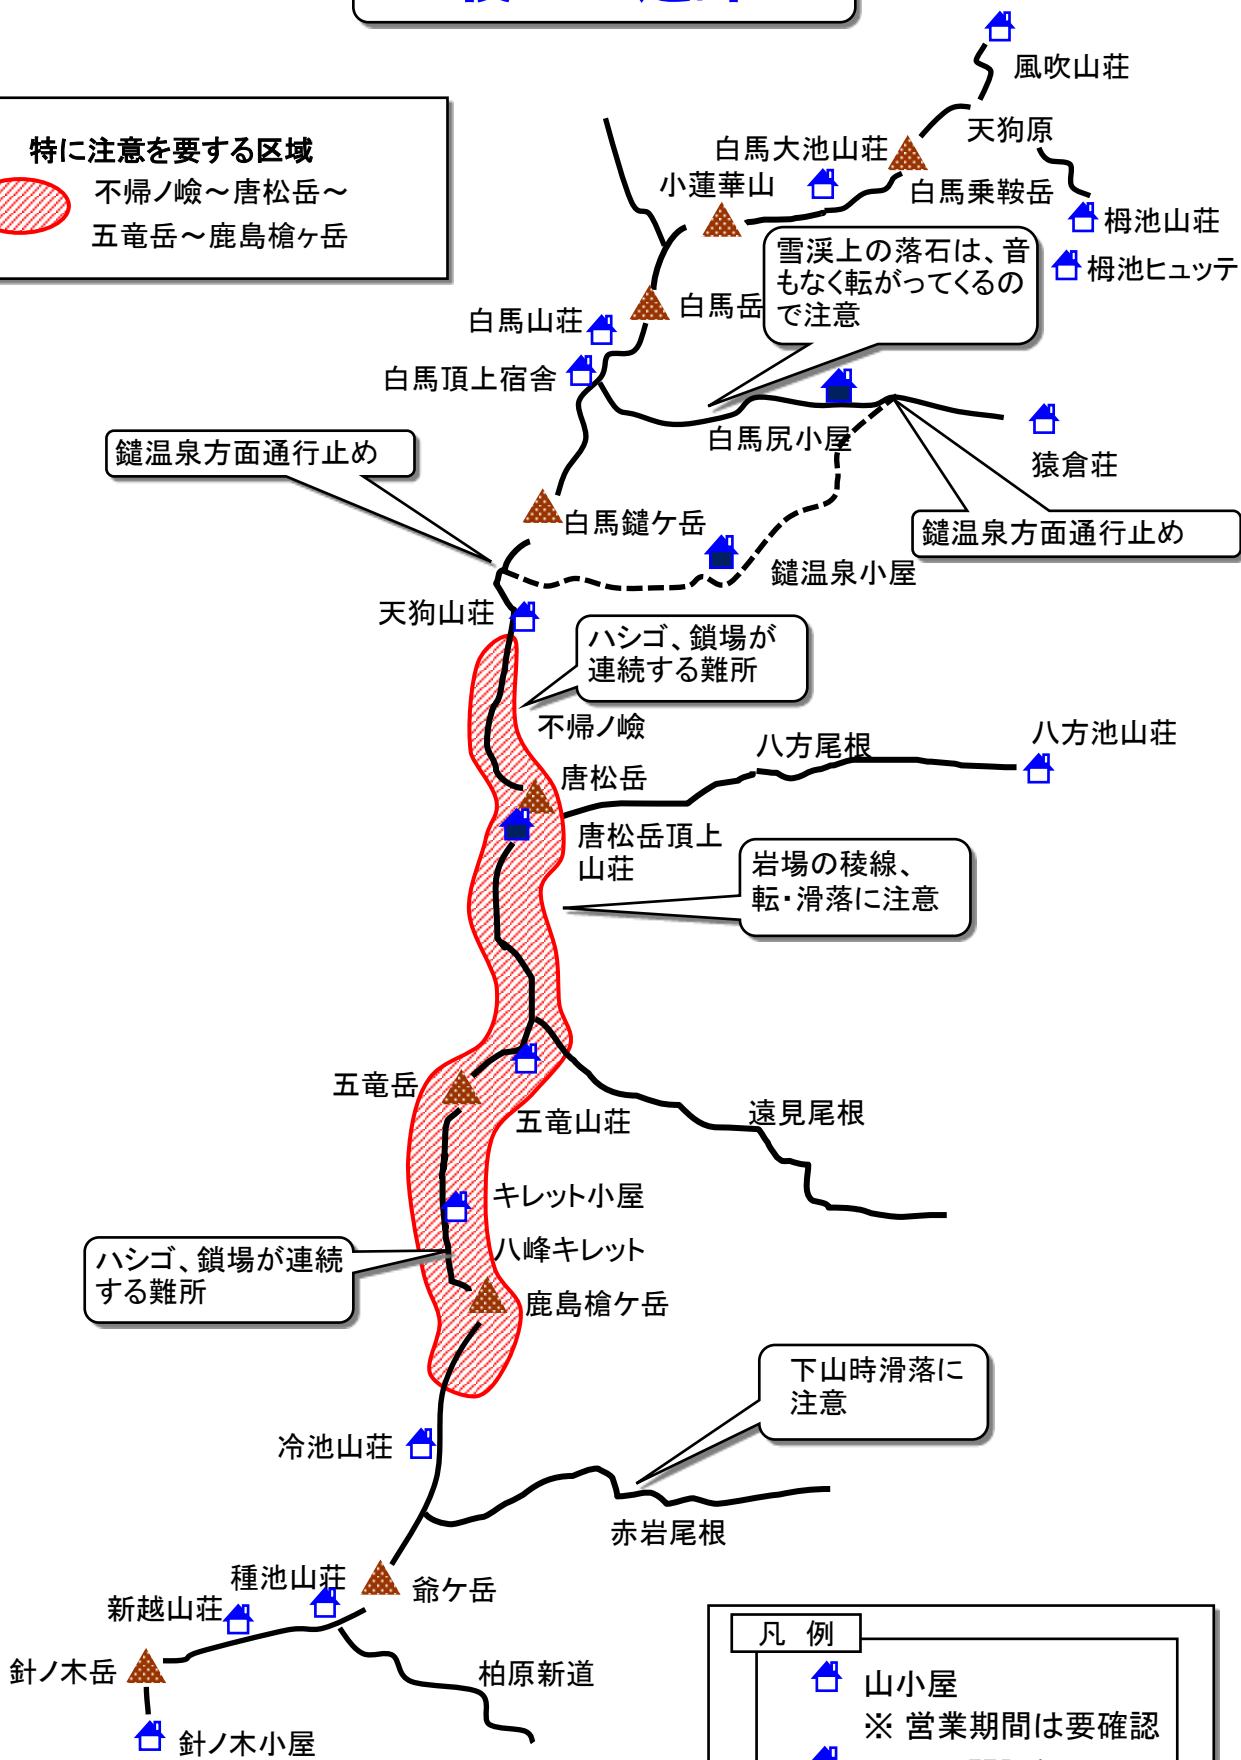 風吹山荘
特に注意を要する区域
不帰ノ嶮～唐松岳～
五竜岳～鹿島槍ヶ岳
天狗原
白馬大池山荘
小蓮華山
白馬乗鞍岳
栂池山荘
栂池ヒュッテ
雪渓上の落石は、音
もなく転がってくるの
で注意
白馬岳
白馬山荘
白馬頂上宿舎
白馬尻小屋
猿倉荘
鑓温泉方面通行止め
白馬鑓ケ岳
鑓温泉方面通行止め
鑓温泉小屋
天狗山荘
ハシゴ、鎖場が
連続する難所
不帰ノ嶮
八方尾根
八方池山荘
唐松岳
唐松岳頂上
山荘
岩場の稜線、
転・滑落に注意
五竜岳
五竜山荘
遠見尾根
キレット小屋
八峰キレット
ハシゴ、鎖場が連続
する難所
鹿島槍ケ岳
下山時滑落に
注意
冷池山荘
赤岩尾根
種池山荘
爺ケ岳
新越山荘
針ノ木岳
柏原新道
針ノ木小屋
凡 例
山小屋
※ 営業期間は要確認